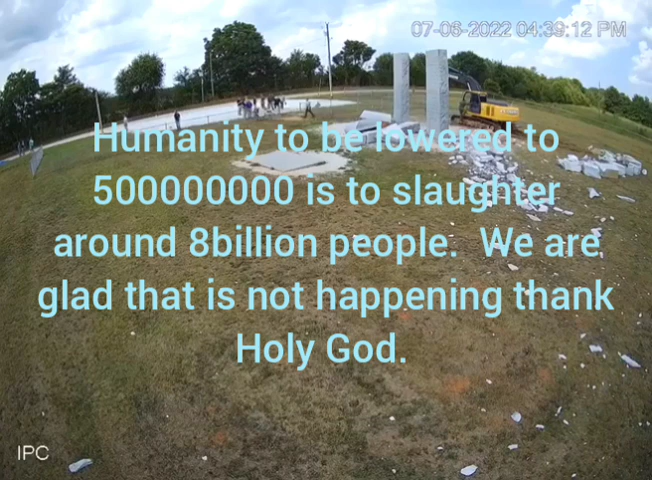 07-06-2022 04:39:12 PM
Humanity to be lowered to
500000000 is to slaughter
around 8billion people. We are
glad that is not happening thank
Holy God.
IPC